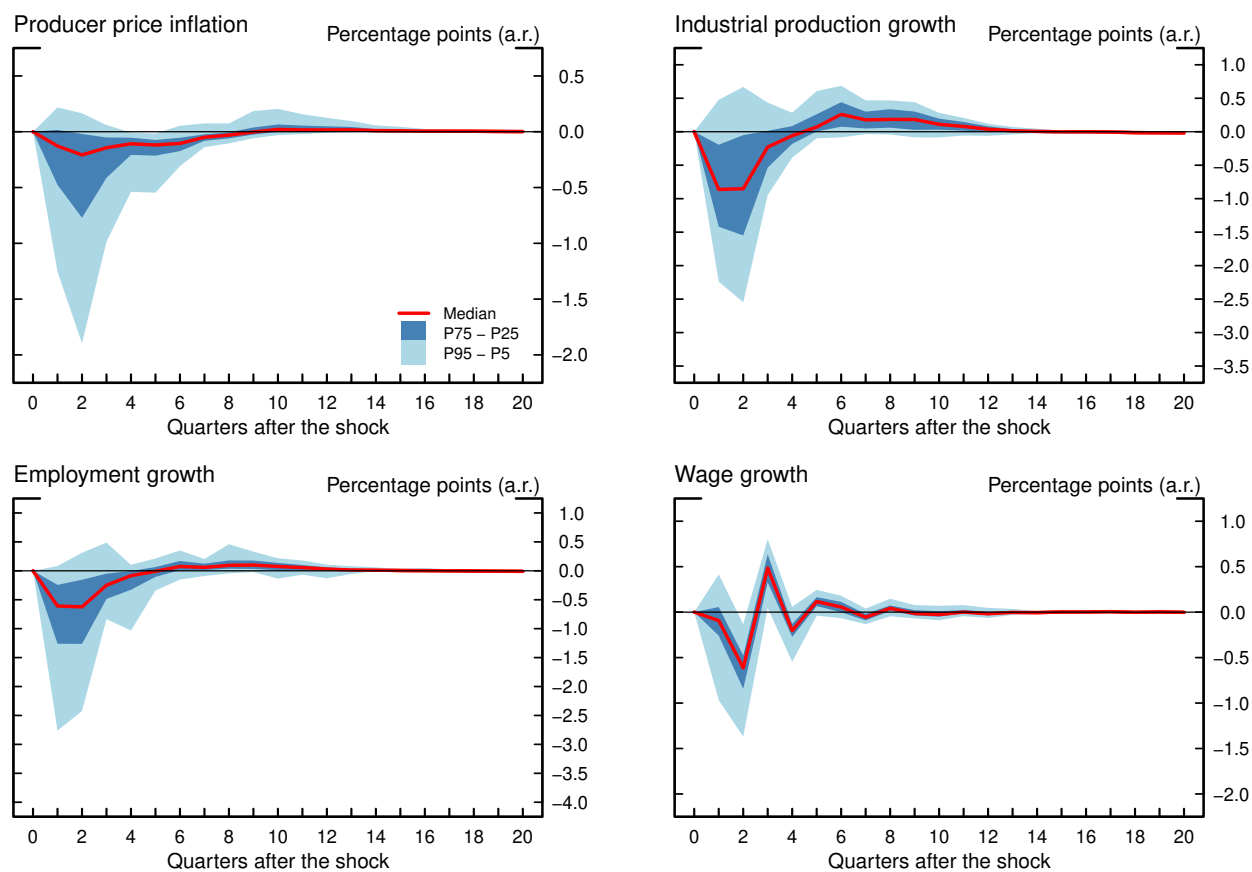 Producer price inflation
Percentage points (a.r.)
0.5
0.0
−0.5
−1.0
−1.5
−2.0
Median
P75 − P25
P95 − P5
0 2 4 6 8 10 12 14 16 18 20
Quarters after the shock
Industrial production growth
Percentage points (a.r.)
1.0
0.5
0.0
−0.5
−1.0
−1.5
−2.0
−2.5
−3.0
−3.5
0 2 4 6 8 10 12 14 16 18 20
Quarters after the shock
Employment growth
Percentage points (a.r.)
1.0
0.5
0.0
−0.5
−1.0
−1.5
−2.0
−2.5
−3.0
−3.5
−4.0
0 2 4 6 8 10 12 14 16 18 20
Quarters after the shock
Wage growth
Percentage points (a.r.)
1.0
0.5
0.0
−0.5
−1.0
−1.5
−2.0
0 2 4 6 8 10 12 14 16 18 20
Quarters after the shock